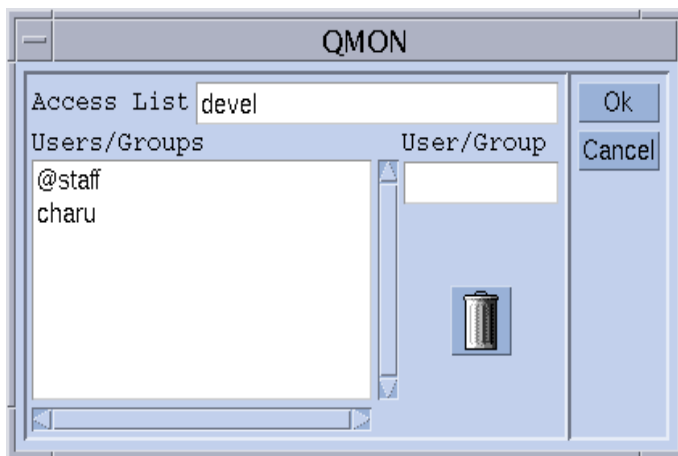 QMON
Access List devel
Ok
Users/Groups
User/Group
Cancel
@staff
charu